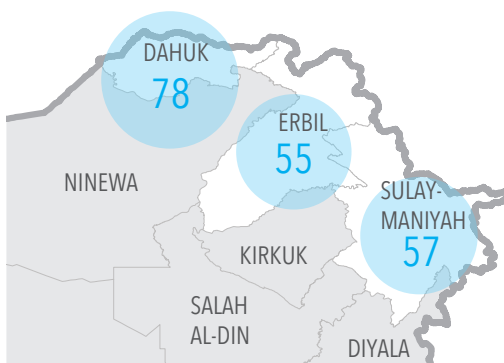 DAHUK
78
ERBIL
55
NINEWA
SULAY-
MANIYAH
57
KIRKUK
SALAH
AL-DIN
DIYALA